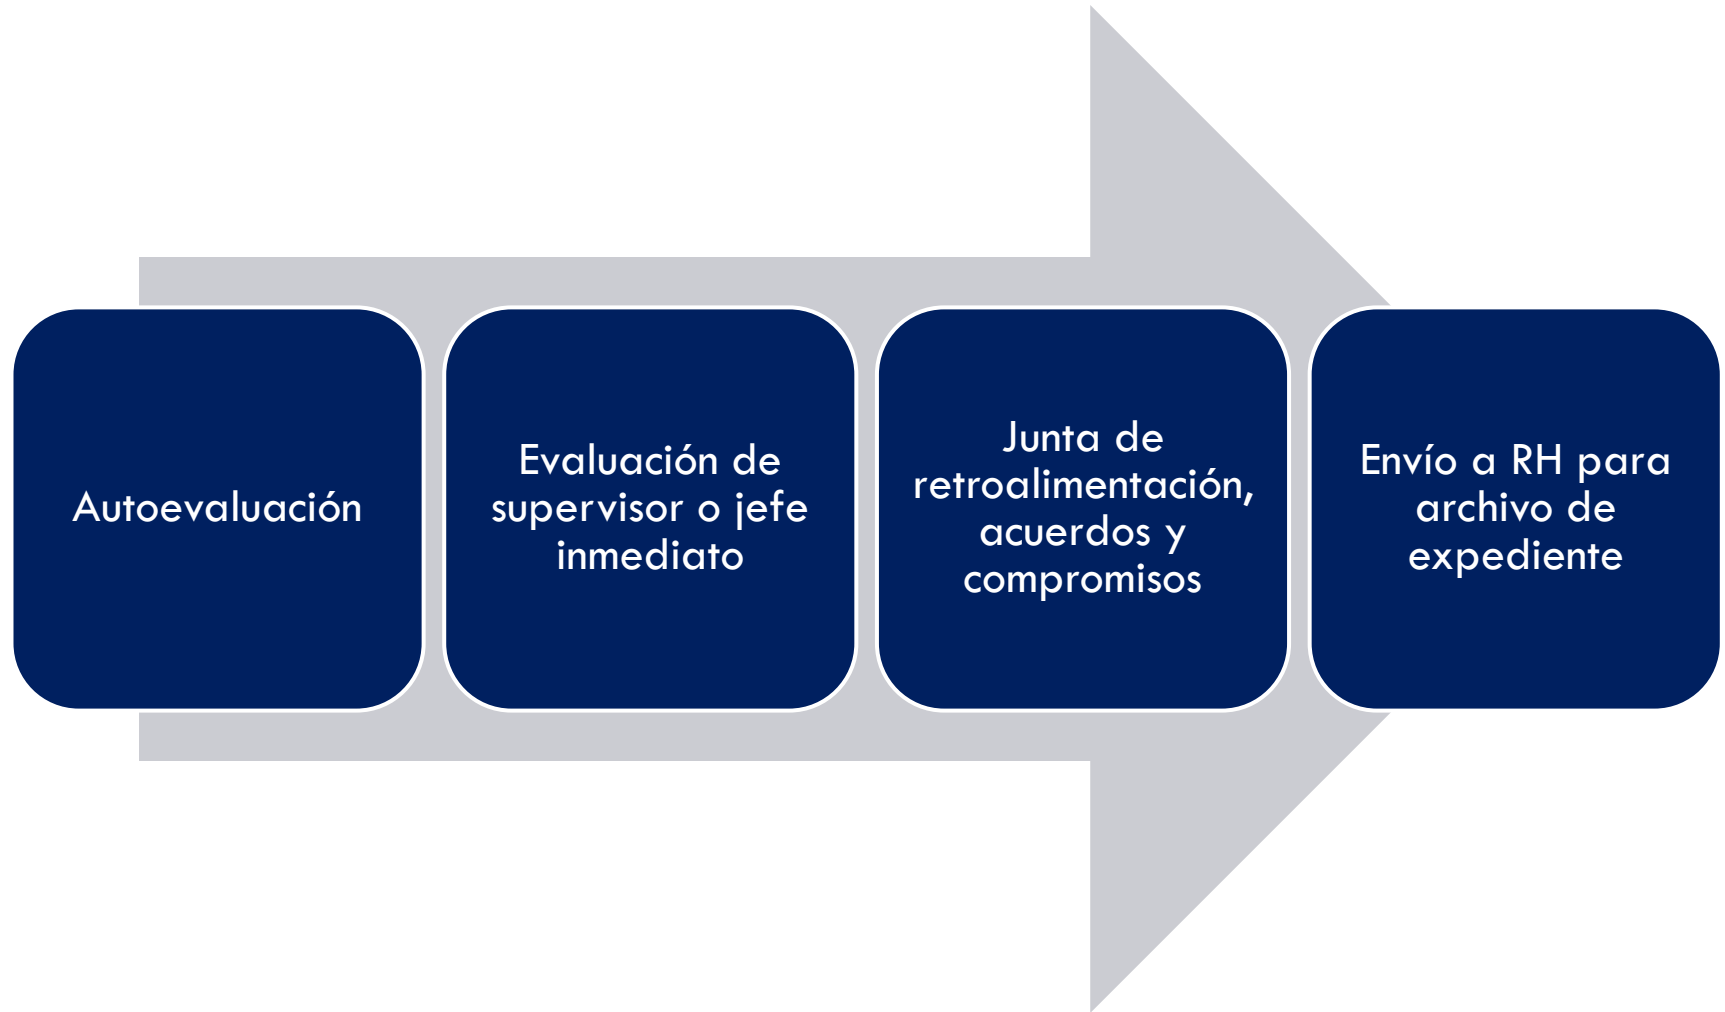 Autoevaluación
Evaluación de
supervisor o jefe
inmediato
Junta de
retroalimentación,
acuerdos y
compromisos
Envío a RH para
archivo de
expediente